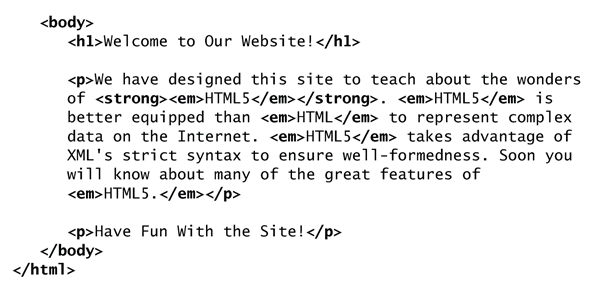 <body>
<h1>Welcome to Our Website!</h1>
<p>We have designed this site to teach about the wonders
of <strong><em>HTML5</em></strong>. <em>HTML5</em> is
better equipped than <em>HTML</em> to represent complex
data on the Internet. <em>HTML5</em> takes advantage of
XML's strict syntax to ensure well-formedness. Soon you
will know about many of the great features of
<em>HTML5.</em></p>
<p>Have Fun With the Site!</p>
</body>
</html>